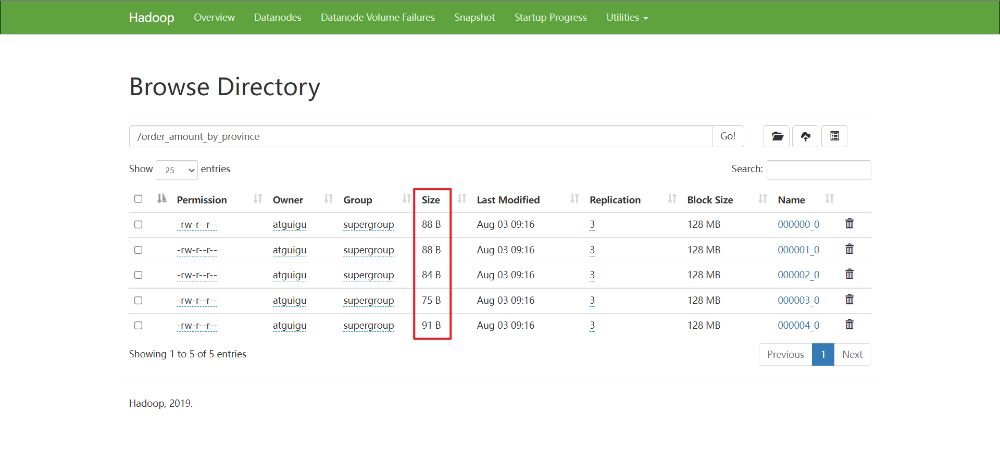 Hadoop Overview Datanodes Datanode Volume Failures Snapshot Startup Progress Utilities
Browse Directory
/order_amount_by_province Go!
Show 25 entries Search:
Permission Owner Group Size Last Modified Replication Block Size Name
-rw-r--r-- atguigu supergroup 88 B Aug 03 09:16 3 128 MB 000000_0
-rw-r--r-- atguigu supergroup 88 B Aug 03 09:16 3 128 MB 000001_0
-rw-r--r-- atguigu supergroup 84 B Aug 03 09:16 3 128 MB 000002_0
-rw-r--r-- atguigu supergroup 75 B Aug 03 09:16 3 128 MB 000003_0
-rw-r--r-- atguigu supergroup 91 B Aug 03 09:16 3 128 MB 000004_0
Showing 1 to 5 of 5 entries Previous 1 Next
Hadoop, 2019.